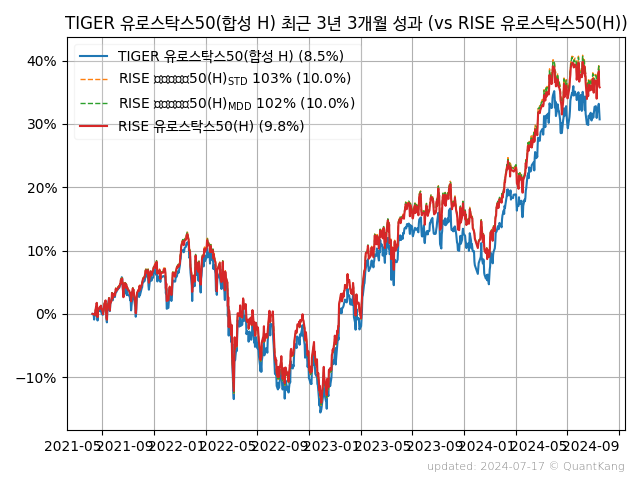 TIGER 유로스탁스50(합성 H) 최근 3년 3개월 성과 (vs RISE 유로스탁스50(H))
TIGER 유로스탁스50(합성 H) (8.5%)
RISE 50(H)STD 103% (10.0%)
RISE 50(H)MDD 102% (10.0%)
RISE 유로스탁스50(H) (9.8%)
40%
30%
20%
10%
0%
−10%
2021-05 2021-09 2022-01 2022-05 2022-09 2023-01 2023-05 2023-09 2024-01 2024-05 2024-09
updated: 2024-07-17 © QuantKang